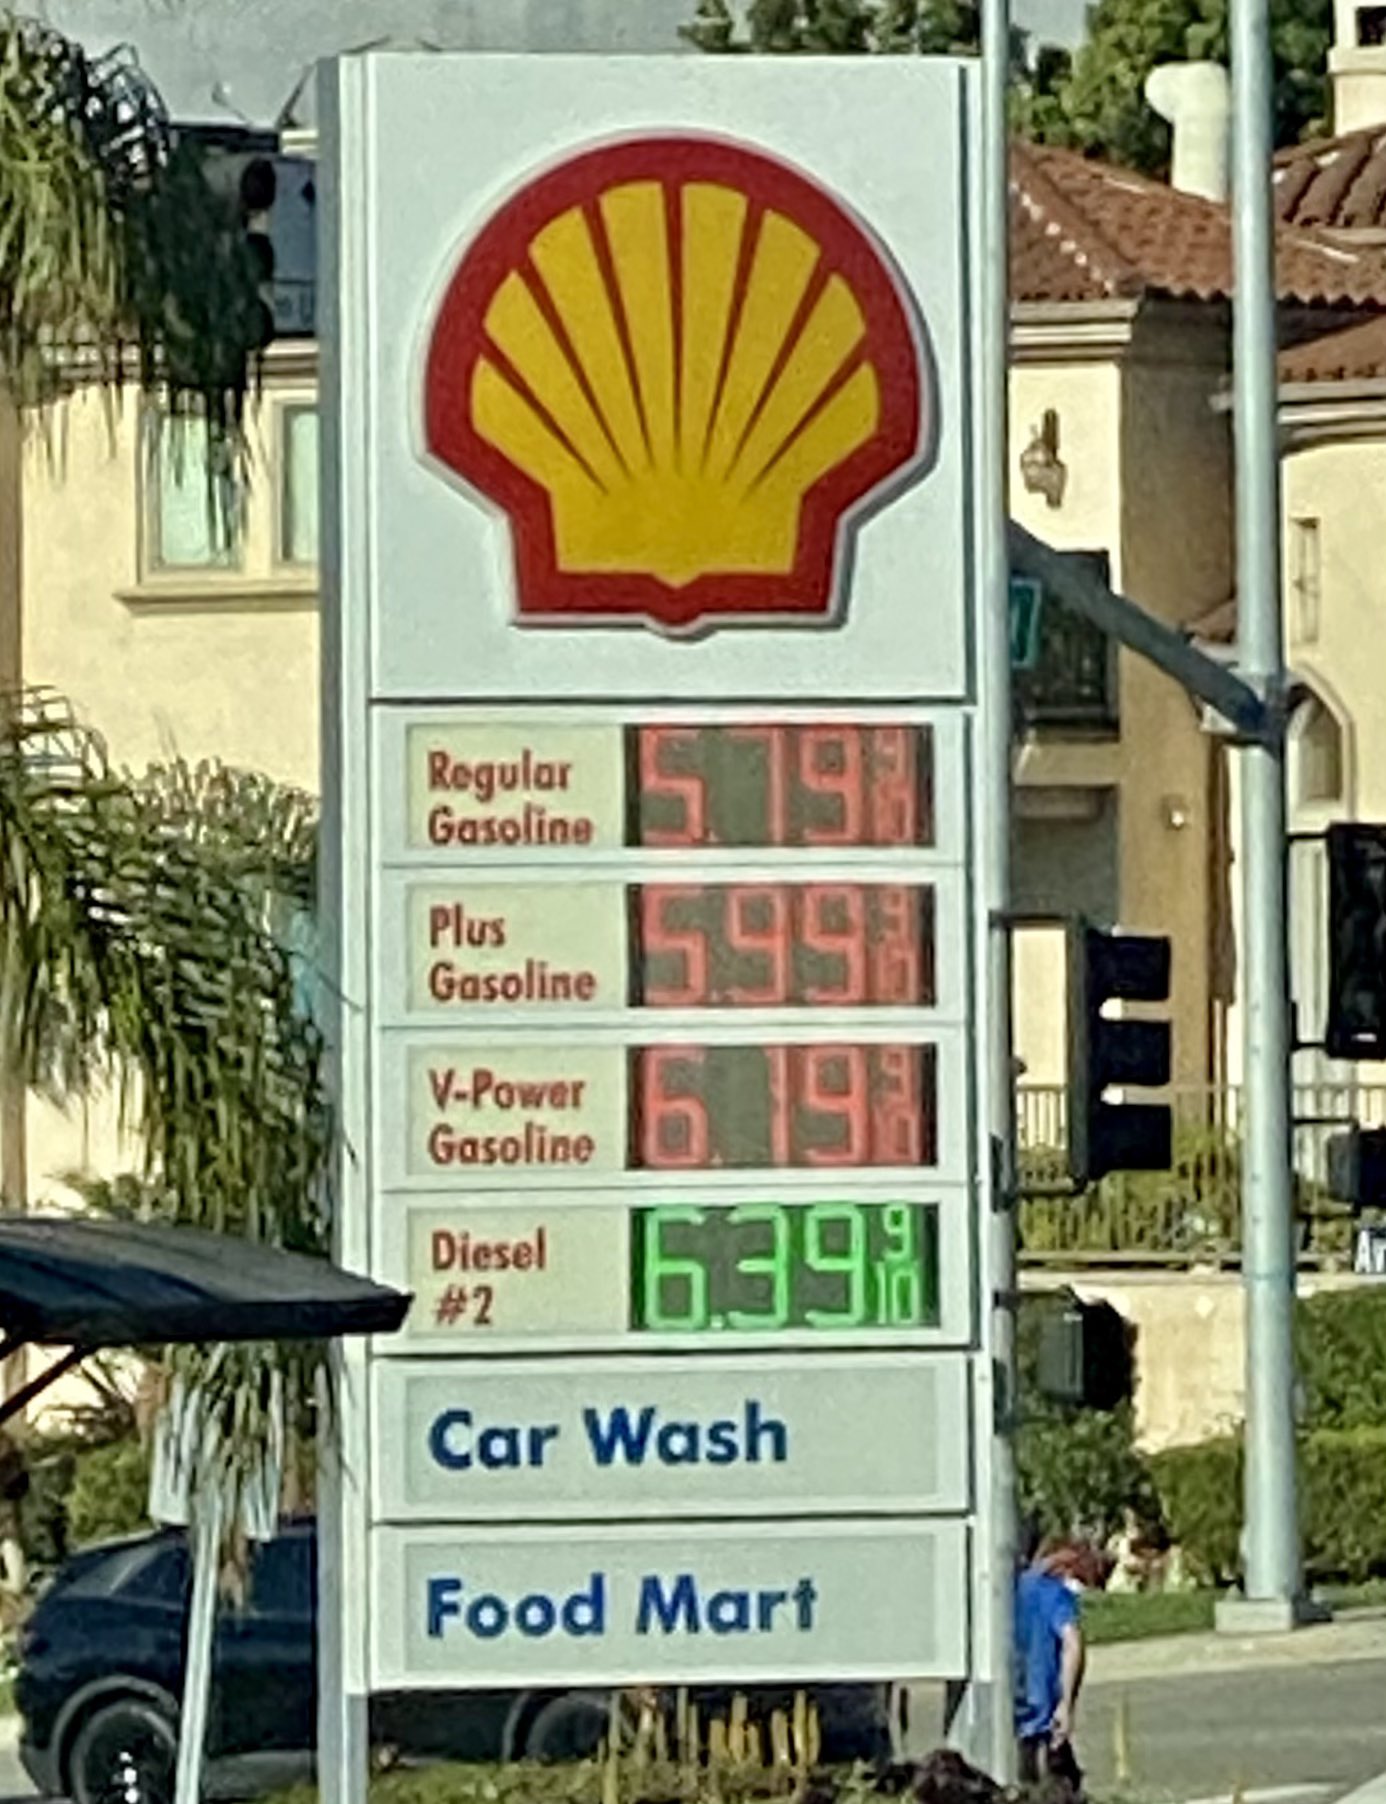 Regular
Gasoline
5.79 9/10
Plus
Gasoline
5.99 9/10
V-Power
Gasoline
6.19 9/10
Diesel
#2
6.39 9/10
Car Wash
Food Mart